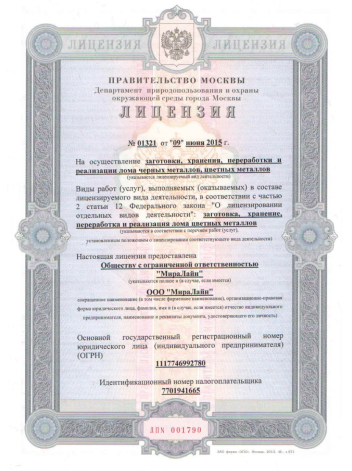 ЛИЦЕНЗИЯ ЛИЦЕНЗИЯ
ПРАВИТЕЛЬСТВО МОСКВЫ
Департамент природопользования и охраны
окружающей среды города Москвы
ЛИЦЕНЗИЯ
№ 01321 от "09" июня 2015 г.
На осуществление заготовки, хранения, переработки и
реализации лома черных металлов, цветных металлов
(указывается лицензируемый вид деятельности)
Виды работ (услуг), выполняемых (оказываемых) в составе
лицензируемого вида деятельности, в соответствии с частью
2 статьи 12 Федерального закона "О лицензировании
отдельных видов деятельности": заготовка, хранение,
переработка и реализация лома цветных металлов
(указываются в соответствии с перечнем работ (услуг),
установленным положением о лицензировании соответствующего вида деятельности)
Настоящая лицензия предоставлена
Обществу с ограниченной ответственностью
"МираЛайн"
(указываются полное и (в случае, если имеется)
ООО "МираЛайн"
сокращенное наименование (в том числе фирменное наименование), организационно-правовая
форма юридического лица, фамилия, имя и (в случае, если имеется) отчество индивидуального
предпринимателя, наименование и реквизиты документа, удостоверяющего его личность)
Основной государственный регистрационный номер
юридического лица (индивидуального предпринимателя)
(ОГРН)
1117746992780
Идентификационный номер налогоплательщика
7701941665
ДПК 001790